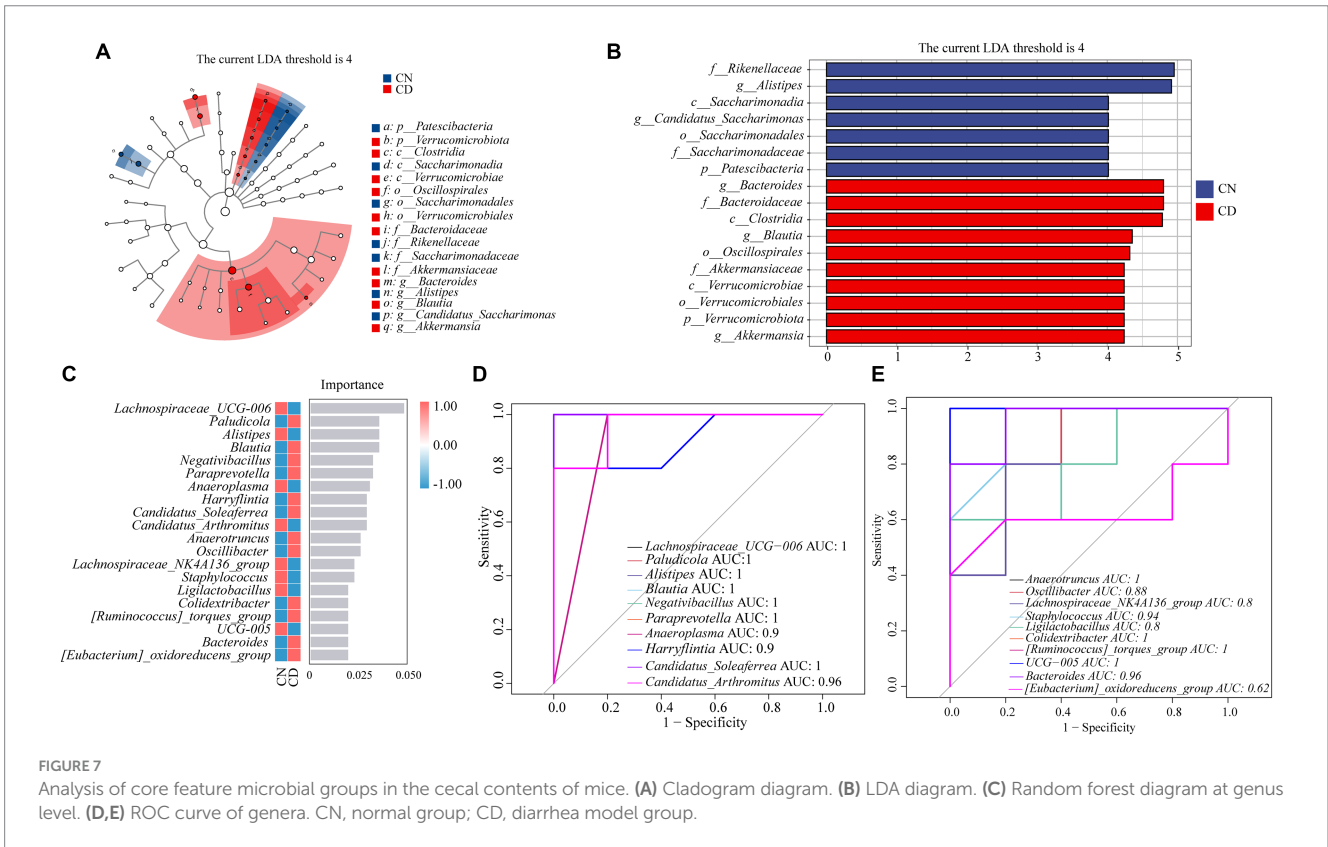 A
The current LDA threshold is 4
CN
CD
a: p__Patescibacteria
b: p__Verrucomicrobiota
c: c__Clostridia
d: c__Saccharimonadia
e: c__Verrucomicrobiae
f: o__Oscillospirales
g: o__Saccharimonadales
h: o__Verrucomicrobiales
i: f__Bacteroidaceae
j: f__Rikenellaceae
k: f__Saccharimonadaceae
l: f__Akkermansiaceae
m: g__Bacteroides
n: g__Alistipes
o: g__Blautia
p: g__Candidatus_Saccharimonas
q: g__Akkermansia
B
The current LDA threshold is 4
f__Rikenellaceae
g__Alistipes
c__Saccharimonadia
g__Candidatus_Saccharimonas
o__Saccharimonadales
f__Saccharimonadaceae
p__Patescibacteria
g__Bacteroides
f__Bacteroidaceae
c__Clostridia
g__Blautia
o__Oscillospirales
f__Akkermansiaceae
c__Verrucomicrobiae
o__Verrucomicrobiales
p__Verrucomicrobiota
g__Akkermansia
0 1 2 3 4 5
CN
CD
C
Importance
Lachnospiraceae_UCG-006
Paludicola
Alistipes
Blautia
Negativibacillus
Paraprevotella
Anaeroplasma
Harryflintia
Candidatus_Soleaferrea
Candidatus_Arthromitus
Anaerotruncus
Oscillibacter
Lachnospiraceae_NK4A136_group
Staphylococcus
Ligilactobacillus
Colidextribacter
[Ruminococcus]_torques_group
UCG-005
Bacteroides
[Eubacterium]_oxidoreducens_group
CN CD
0 0.025 0.050
1.00
0.00
-1.00
D
Sensitivity
1.0
0.8
0.6
0.4
0.2
0.0
Lachnospiraceae_UCG−006 AUC: 1
Paludicola AUC:1
Alistipes AUC: 1
Blautia AUC: 1
Negativibacillus AUC: 1
Paraprevotella AUC: 1
Anaeroplasma AUC: 0.9
Harryflintia AUC: 0.9
Candidatus_Soleaferrea AUC: 1
Candidatus_Arthromitus AUC: 0.96
0.0 0.2 0.4 0.6 0.8 1.0
1 − Specificity
E
Sensitivity
1.0
0.8
0.6
0.4
0.2
0.0
Anaerotruncus AUC: 1
Oscillibacter AUC: 0.88
Lachnospiraceae_NK4A136_group AUC: 0.8
Staphylococcus AUC: 0.94
Ligilactobacillus AUC: 0.8
Colidextribacter AUC: 1
[Ruminococcus]_torques_group AUC: 1
UCG-005 AUC: 1
Bacteroides AUC: 0.96
[Eubacterium]_oxidoreducens_group AUC: 0.62
0.0 0.2 0.4 0.6 0.8 1.0
1 − Specificity
FIGURE 7
Analysis of core feature microbial groups in the cecal contents of mice. (A) Cladogram diagram. (B) LDA diagram. (C) Random forest diagram at genus
level. (D,E) ROC curve of genera. CN, normal group; CD, diarrhea model group.